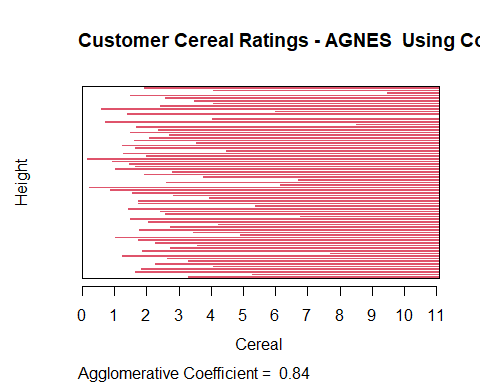 Customer Cereal Ratings - AGNES Using Co
Height
0 1 2 3 4 5 6 7 8 9 10 11
Cereal
Agglomerative Coefficient = 0.84